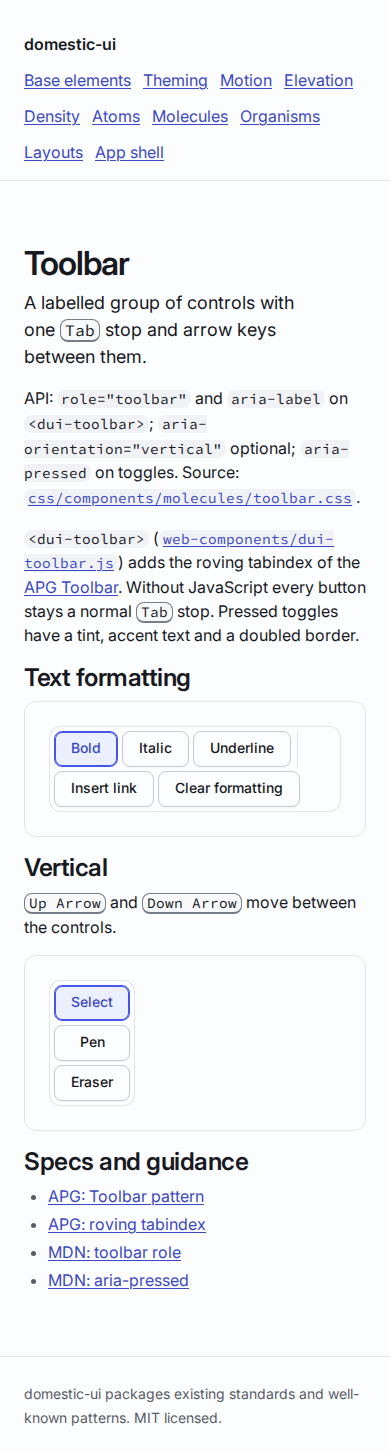 domestic-ui
Base elements Theming Motion Elevation
Density Atoms Molecules Organisms
Layouts App shell
Toolbar
A labelled group of controls with
one Tab stop and arrow keys
between them.
API: role="toolbar" and aria-label on
<dui-toolbar>; aria-
orientation="vertical" optional; aria-
pressed on toggles. Source:
css/components/molecules/toolbar.css.
<dui-toolbar> (web-components/dui-
toolbar.js) adds the roving tabindex of the
APG Toolbar. Without JavaScript every button
stays a normal Tab stop. Pressed toggles
have a tint, accent text and a doubled border.
Text formatting
Bold Italic Underline
Insert link Clear formatting
Vertical
Up Arrow and Down Arrow move between
the controls.
Select
Pen
Eraser
Specs and guidance
APG: Toolbar pattern
APG: roving tabindex
MDN: toolbar role
MDN: aria-pressed
domestic-ui packages existing standards and well-
known patterns. MIT licensed.